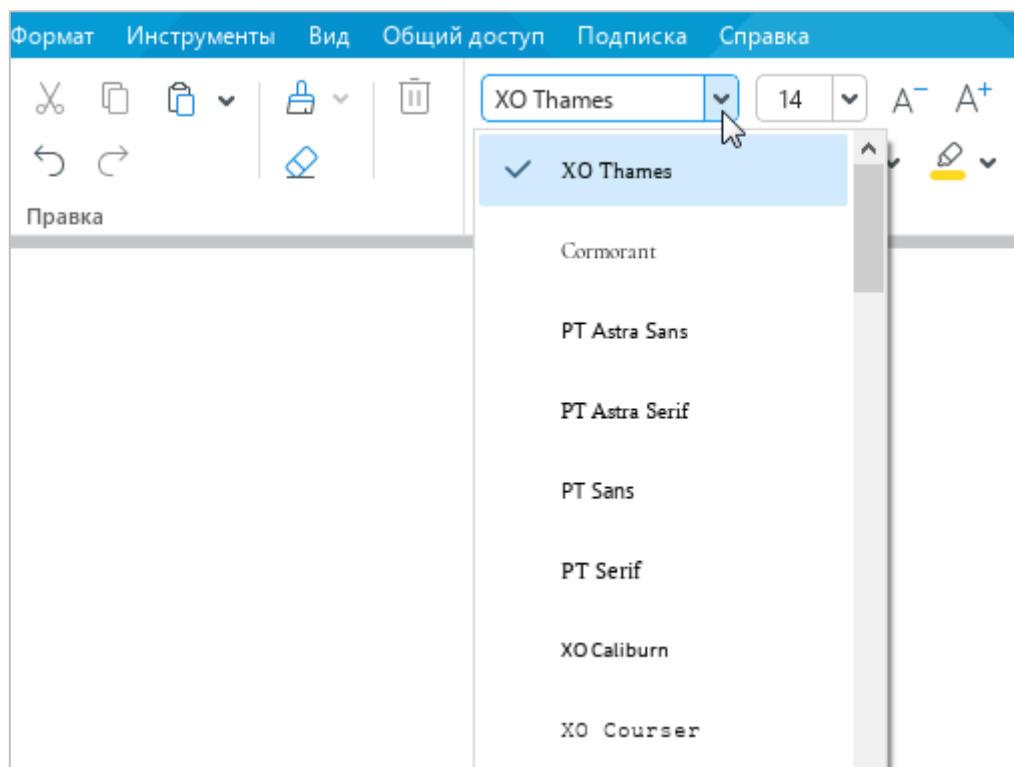 Формат Инструменты Вид Общий доступ Подписка Справка
XO Thames 14 A− A+
Правка
XO Thames
Cormorant
PT Astra Sans
PT Astra Serif
PT Sans
PT Serif
XO Caliburn
XO Courser